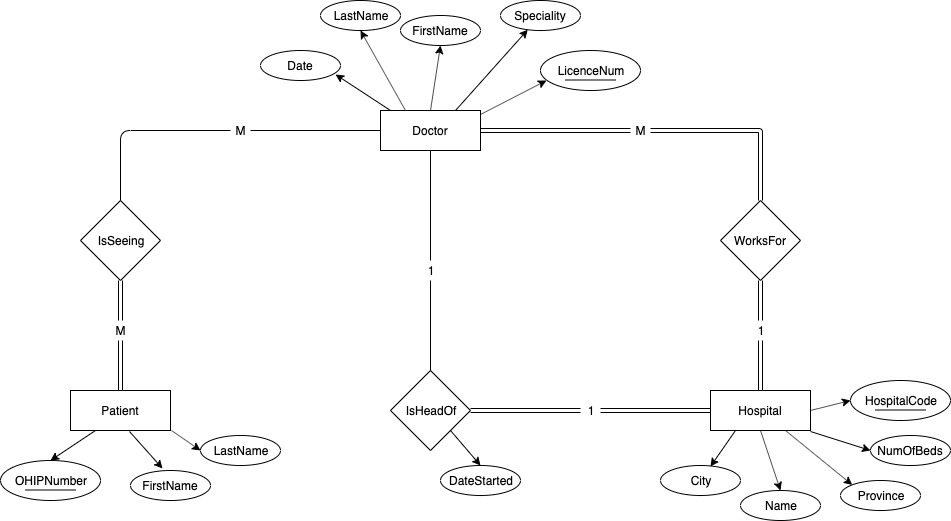 LastName
Speciality
FirstName
Date
LicenceNum
M
Doctor
M
IsSeeing
WorksFor
1
M
1
Patient
IsHeadOf
1
Hospital
HospitalCode
LastName
NumOfBeds
OHIPNumber
FirstName
DateStarted
City
Province
Name